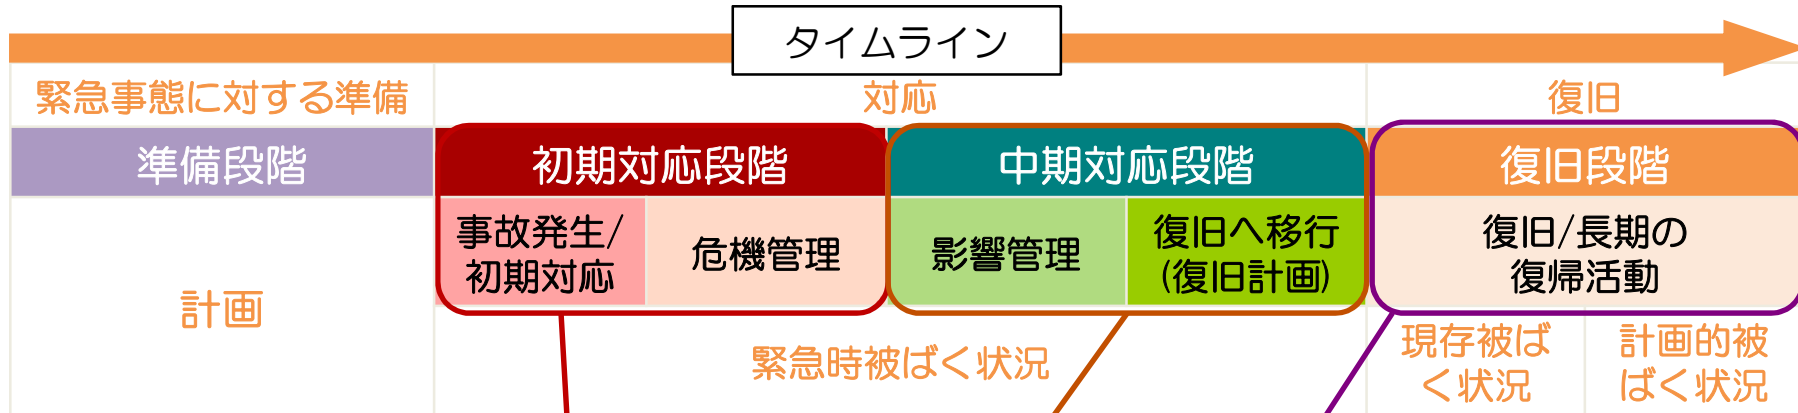 タイムライン
緊急事態に対する準備
対応
復旧
準備段階
初期対応段階
中期対応段階
復旧段階
事故発生/
初期対応
危機管理
影響管理
復旧へ移行
(復旧計画)
復旧/長期の
復帰活動
計画
緊急時被ばく状況
現存被ば
く状況
計画的被
ばく状況